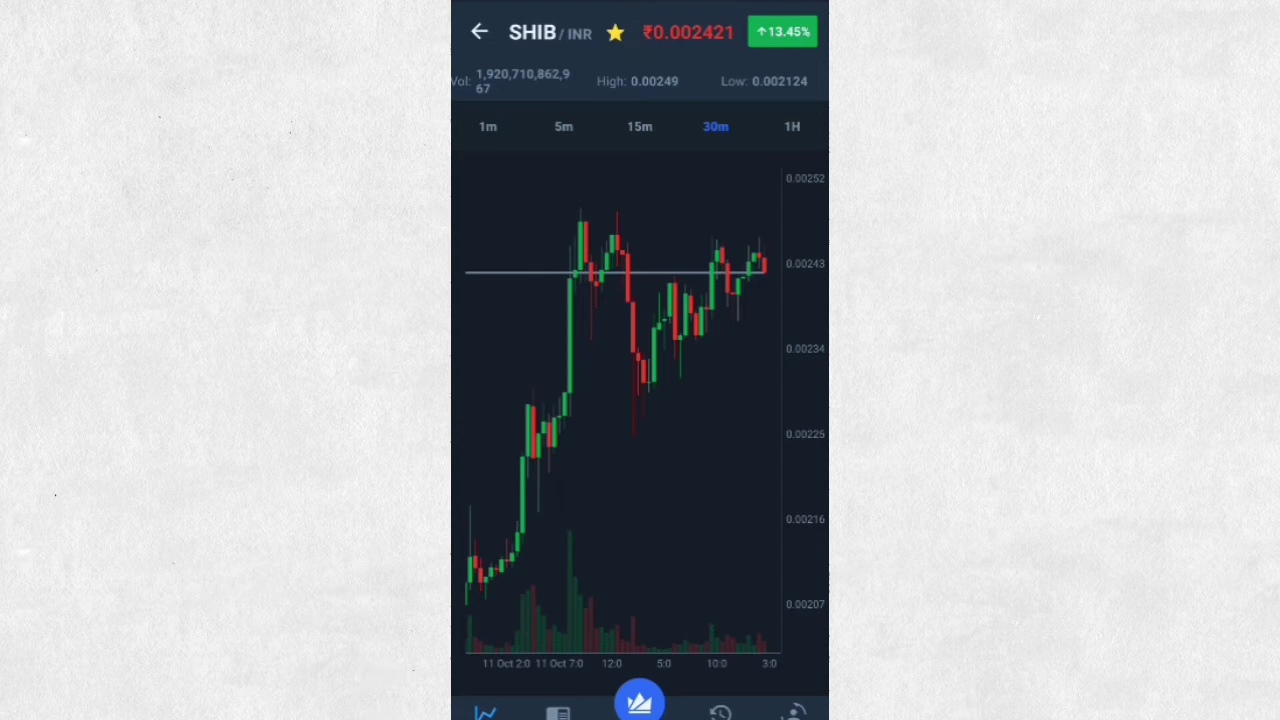 SHIB / INR ₹0.002421 ↑13.45%
Vol: 1,920,710,862,9
67
High: 0.00249 Low: 0.002124
1m 5m 15m 30m 1H
0.00252
0.00243
0.00234
0.00225
0.00216
0.00207
11 Oct 2:0 11 Oct 7:0 12:0 5:0 10:0 3:0